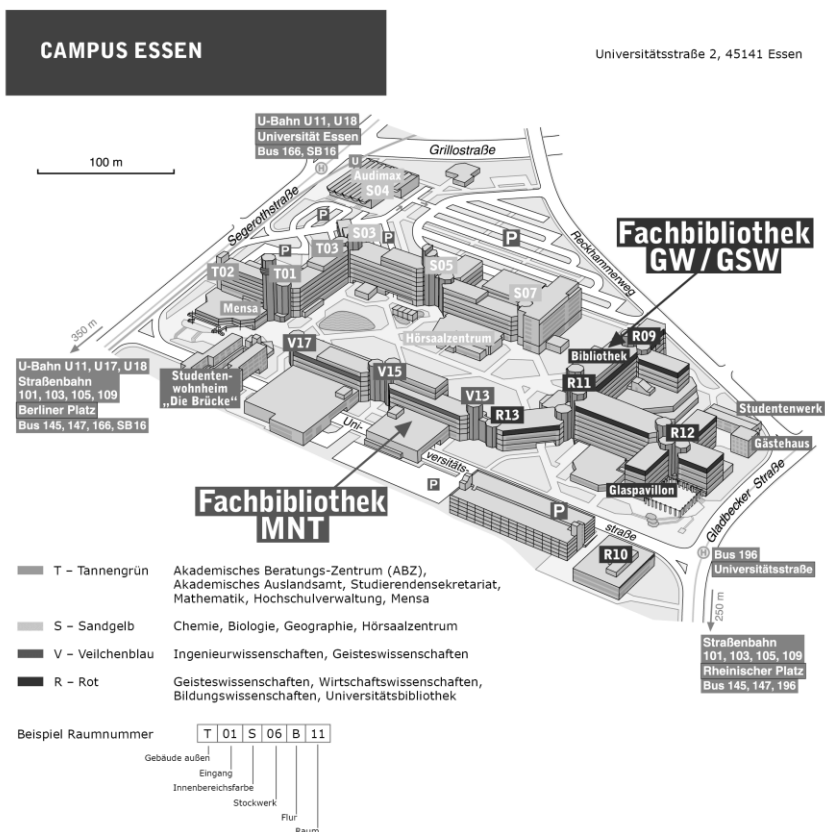 CAMPUS ESSEN
Universitätsstraße 2, 45141 Essen
U-Bahn U11, U18
Universität Essen
Bus 166, SB16
H
100 m
Grillostraße
U
Audimax
S04
Segerothstraße
P
P
S03
P
P
Reckhammerweg
Fachbibliothek
GW / GSW
T03
T02
T01
S05
S07
Mensa
350 m
Hörsaalzentrum
R09
V17
Bibliothek
U-Bahn U11, U17, U18
Straßenbahn
101, 103, 105, 109
Berliner Platz
Bus 145, 147, 166, SB16
Studenten-
wohnheim
„Die Brücke“
V15
R11
V13
R13
Studentenwerk
Uni-
R12
Gästehaus
versitäts-
P
Fachbibliothek
MNT
Glaspavillon
P
straße
Gladbecker Straße
R10
H
Bus 196
Universitätsstraße
T – Tannengrün
Akademisches Beratungs-Zentrum (ABZ),
Akademisches Auslandsamt, Studierendensekretariat,
Mathematik, Hochschulverwaltung, Mensa
250 m
S – Sandgelb
Chemie, Biologie, Geographie, Hörsaalzentrum
Straßenbahn
101, 103, 105, 109
Rheinischer Platz
Bus 145, 147, 196
V – Veilchenblau
Ingenieurwissenschaften, Geisteswissenschaften
R – Rot
Geisteswissenschaften, Wirtschaftswissenschaften,
Bildungswissenschaften, Universitätsbibliothek
Beispiel Raumnummer
T 01 S 06 B 11
Gebäude außen
Eingang
Innenbereichsfarbe
Stockwerk
Flur
Raum